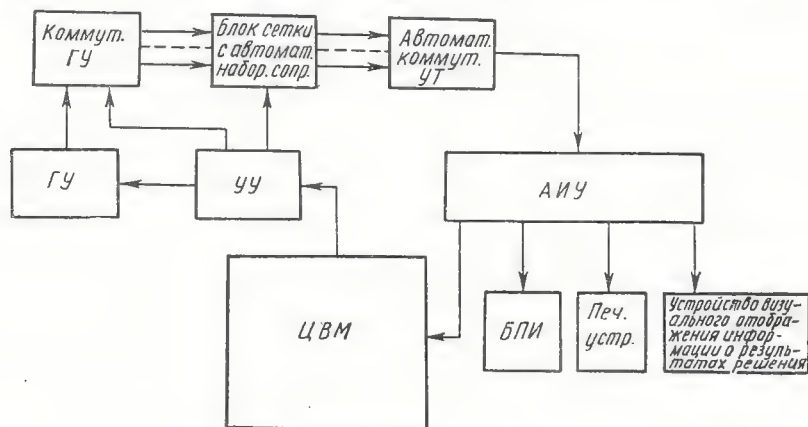 Коммут.
ГУ
Блок сетки
с автомат.
набор. сопр.
Автомат.
коммут.
УТ
ГУ
УУ
АИУ
ЦВМ
БПИ
Печ.
устр.
Устройство визу-
ального отобра-
жения инфор-
мации о резуль-
татах решения